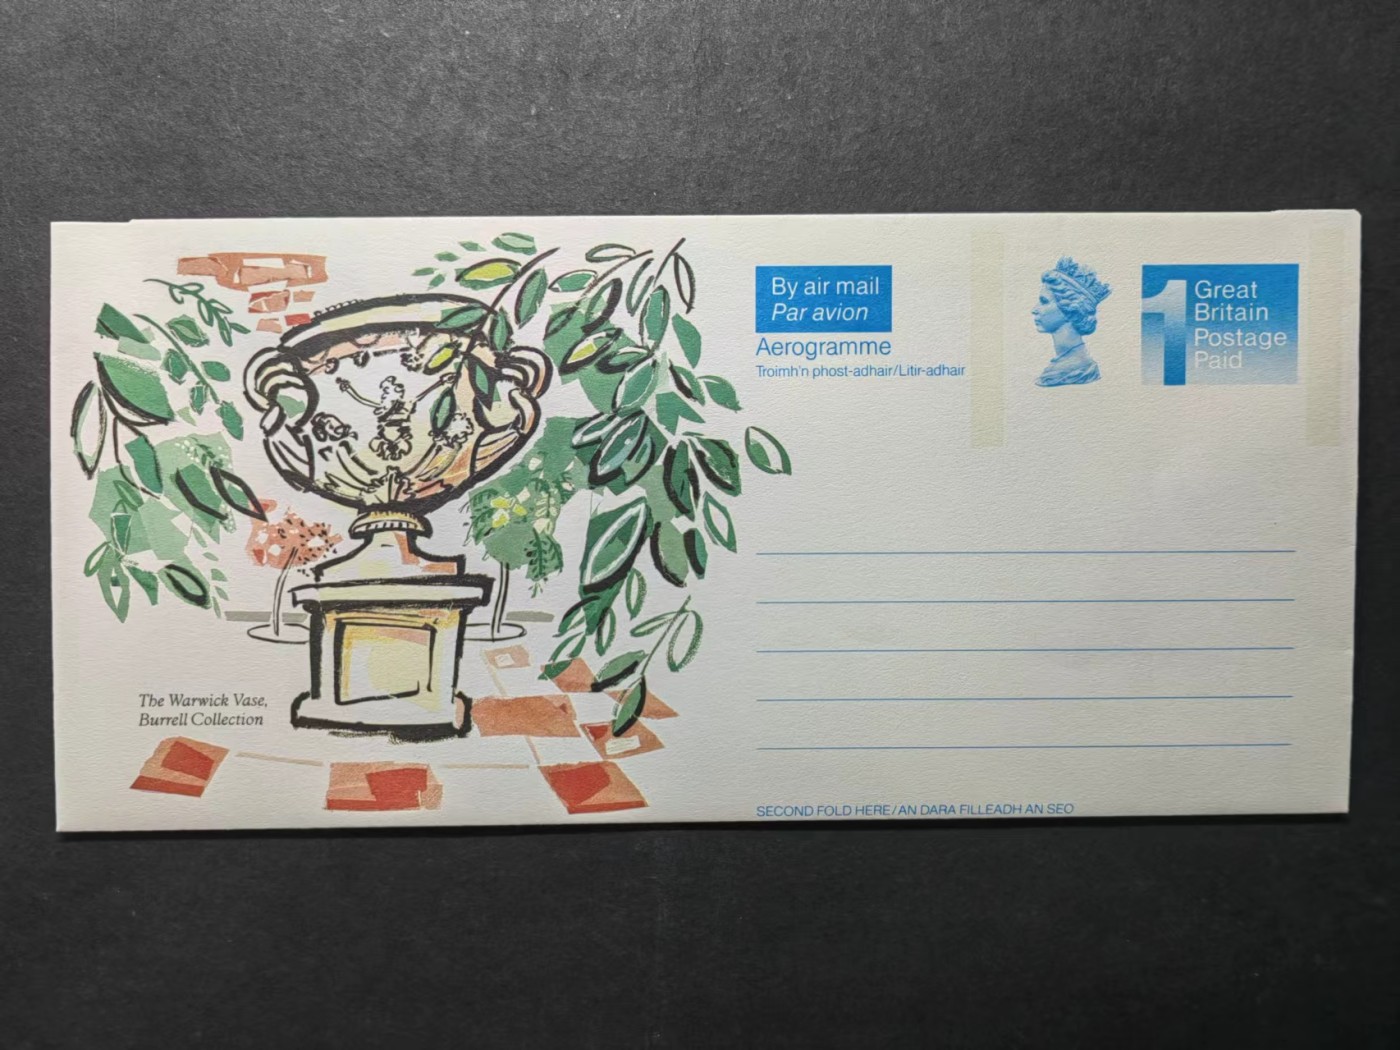 By air mail
Par avion
Aerogramme
Troimh'n phost-adhair/Litir-adhair
1
Great
Britain
Postage
Paid
The Warwick Vase,
Burrell Collection
SECOND FOLD HERE/AN DARA FILLEADH AN SEO